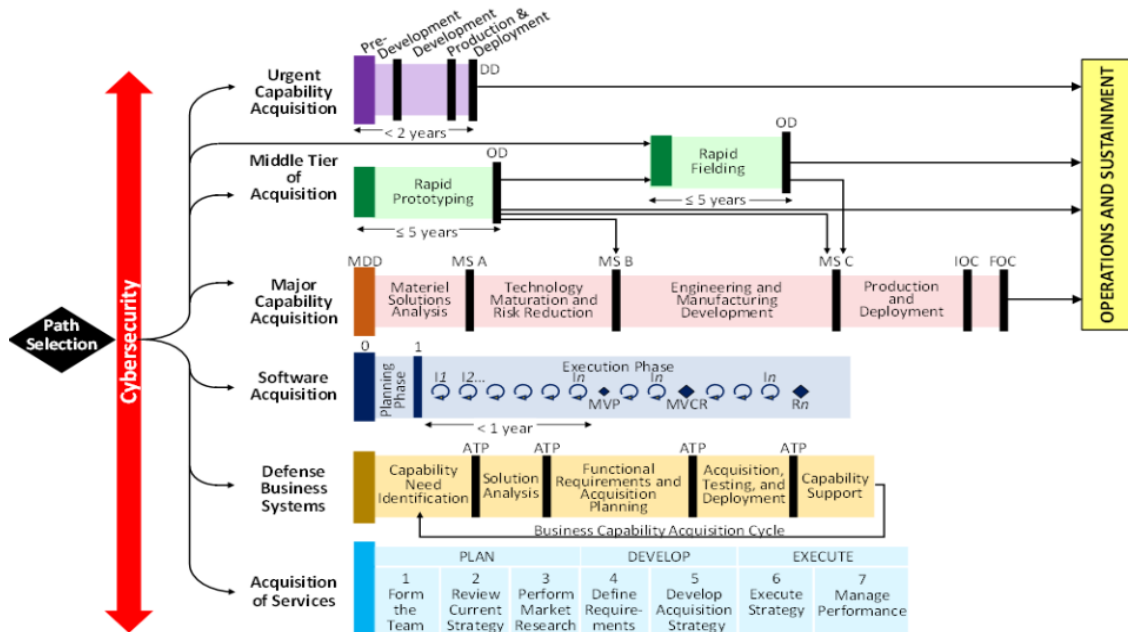 Pre-
Development
Development
Production &
Deployment
Urgent
Capability
Acquisition
DD
< 2 years
Middle Tier
of
Acquisition
OD
Rapid
Prototyping
≤ 5 years
OD
Rapid
Fielding
≤ 5 years
Major
Capability
Acquisition
MDD
MS A
MS B
MS C
IOC
FOC
Materiel
Solutions
Analysis
Technology
Maturation and
Risk Reduction
Engineering and
Manufacturing
Development
Production
and
Deployment
Path
Selection
Cybersecurity
OPERATIONS AND SUSTAINMENT
Software
Acquisition
0
1
Planning
Phase
Execution Phase
I1
I2...
In
In
In
MVP
MVCR
Rn
< 1 year
Defense
Business
Systems
ATP
ATP
ATP
ATP
Capability
Need
Identification
Solution
Analysis
Functional
Requirements and
Acquisition
Planning
Acquisition,
Testing, and
Deployment
Capability
Support
Business Capability Acquisition Cycle
Acquisition
of Services
PLAN
DEVELOP
EXECUTE
1
Form
the
Team
2
Review
Current
Strategy
3
Perform
Market
Research
4
Define
Require-
ments
5
Develop
Acquisition
Strategy
6
Execute
Strategy
7
Manage
Performance